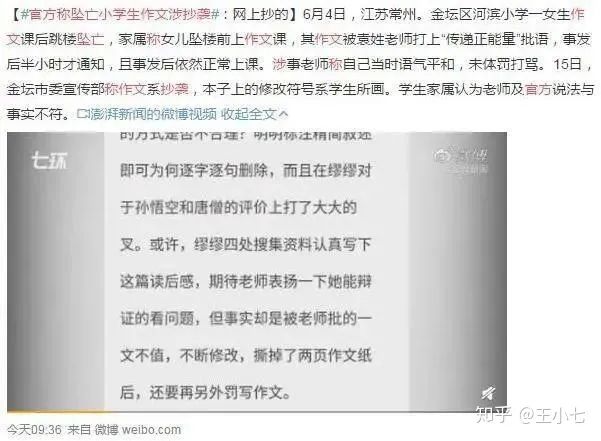 【#官方称坠亡小学生作文涉抄袭#：网上抄的】6月4日，江苏常州。金坛区河滨小学一女生作
文课后跳楼坠亡，家属称女儿坠楼前上作文课，其作文被袁姓老师打上“传递正能量”批语，事发
后半小时才通知，且事发后依然正常上课。涉事老师称自己当时语气平和，未体罚打骂。15日，
金坛市委宣传部称作文系抄袭，本子上的修改符号系学生所画。学生家属认为老师及官方说法与
事实不符。澎湃新闻的微博视频 收起全文
的方式是否不合理？明明标注精简叙述
七环
即可为何逐字逐句删除，而且在缪缪对
于孙悟空和唐僧的评价上打了大大的
叉。或许，缪缪四处搜集资料认真写下
这篇读后感，期待老师表扬一下她能辩
证的看问题，但事实却是被老师批的一
文不值，不断修改，撕掉了两页作文纸
后，还要再另外罚写作文。
知乎 @王小七
今天09:36 来自 微博 weibo.com